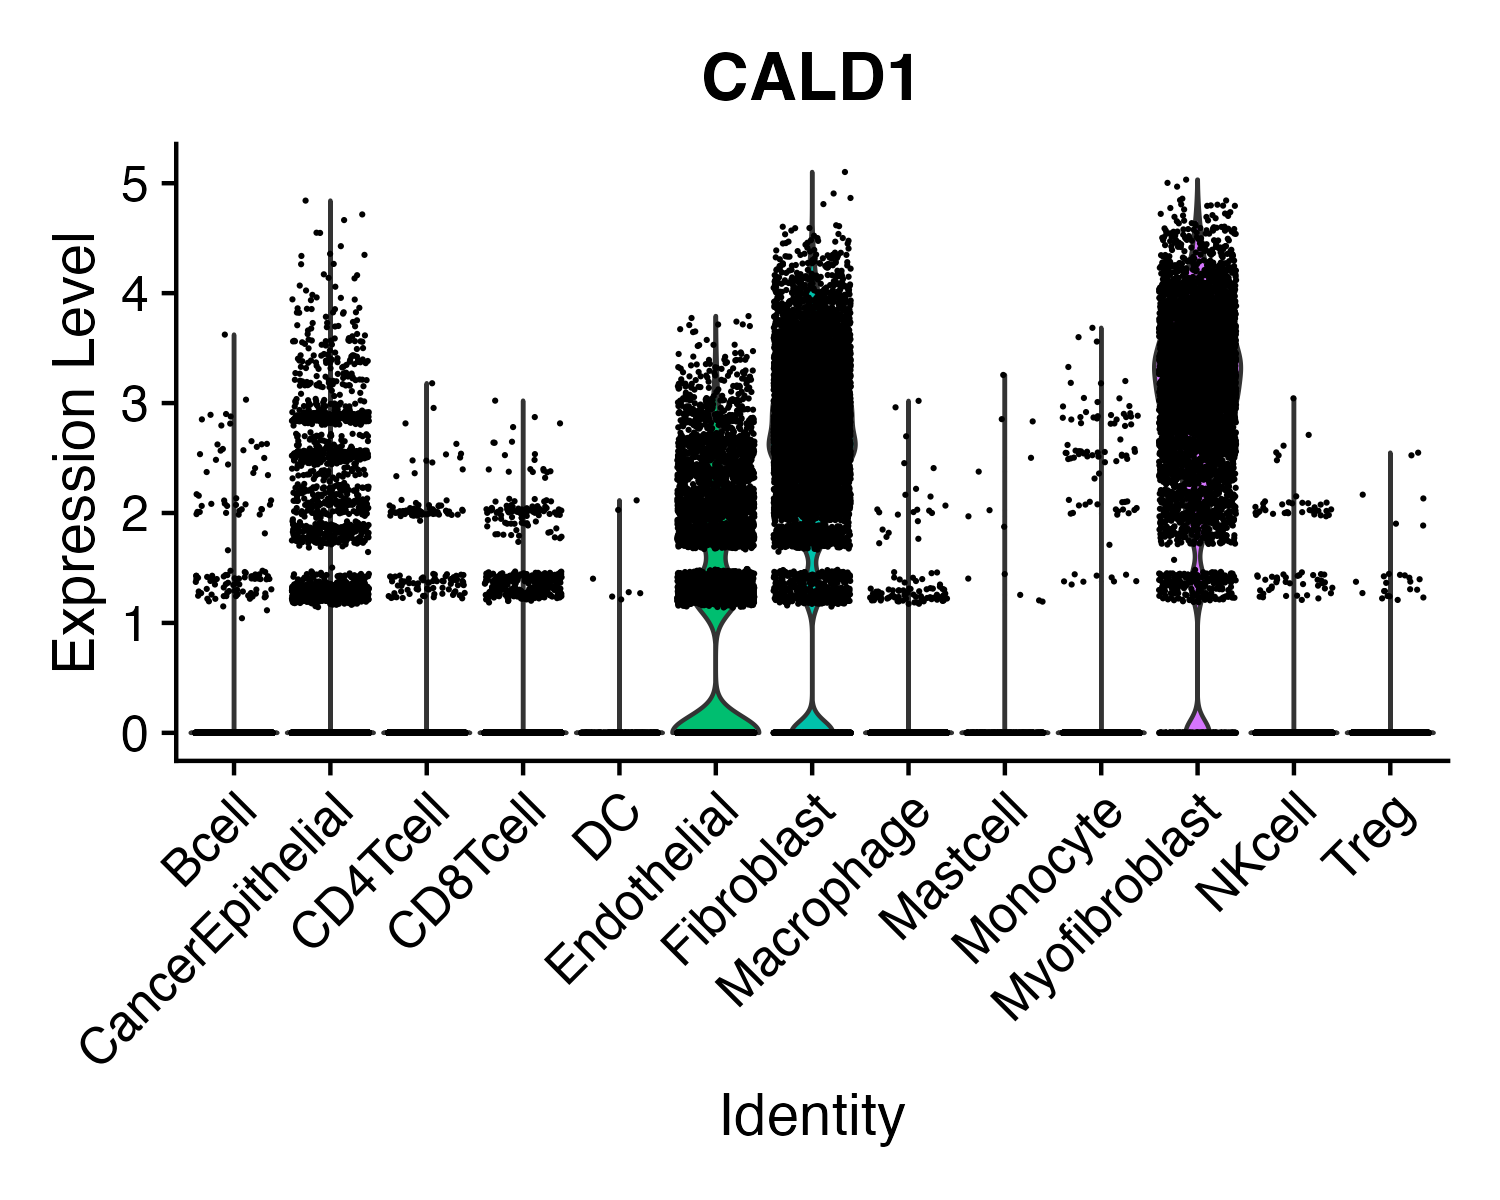 CALD1
Expression Level
5
4
3
2
1
0
Bcell
CancerEpithelial
CD4Tcell
CD8Tcell
DC
Endothelial
Fibroblast
Macrophage
Mastcell
Monocyte
Myofibroblast
NKcell
Treg
Identity